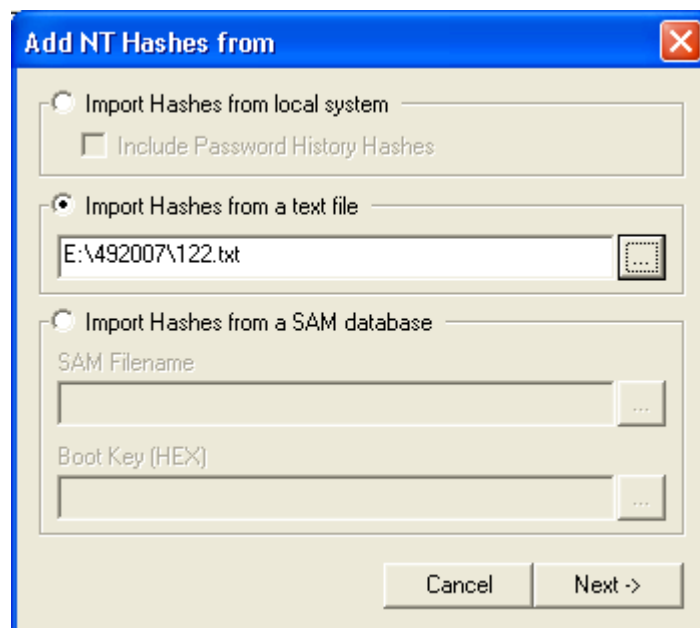 Add NT Hashes from
Import Hashes from local system
Include Password History Hashes
Import Hashes from a text file
E:\492007\122.txt
...
Import Hashes from a SAM database
SAM Filename
...
Boot Key (HEX)
...
Cancel
Next ->